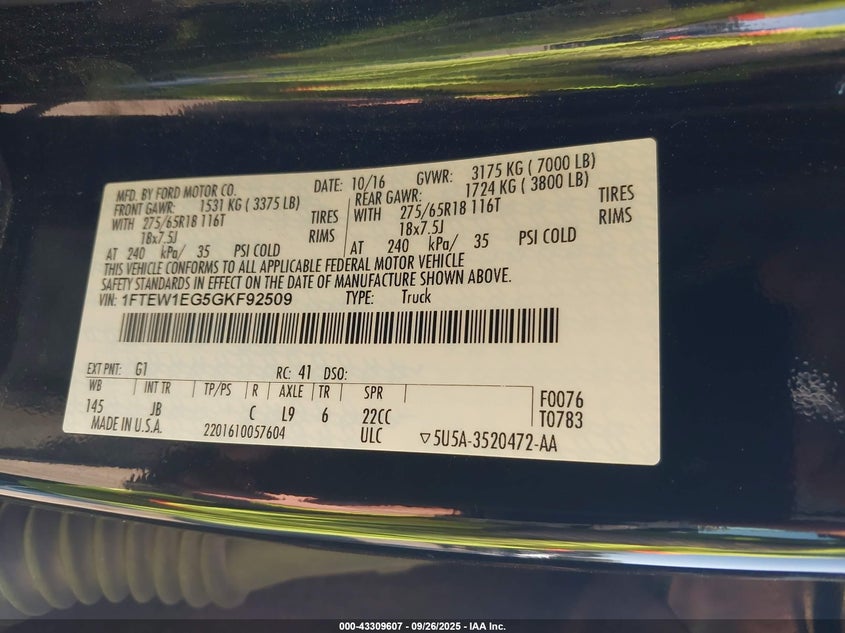 MFD. BY FORD MOTOR CO. DATE: 10/16 GVWR: 3175 KG ( 7000 LB)
FRONT GAWR: 1531 KG ( 3375 LB) REAR GAWR: 1724 KG ( 3800 LB)
WITH 275/65R18 116T TIRES WITH 275/65R18 116T TIRES
18x7.5J RIMS 18x7.5J RIMS
AT 240 kPa/ 35 PSI COLD AT 240 kPa/ 35 PSI COLD
THIS VEHICLE CONFORMS TO ALL APPLICABLE FEDERAL MOTOR VEHICLE
SAFETY STANDARDS IN EFFECT ON THE DATE OF MANUFACTURE SHOWN ABOVE.
VIN: 1FTEW1EG5GKF92509 TYPE: Truck
EXT PNT: G1 RC: 41 DSO:
WB INT TR TP/PS R AXLE TR SPR F0076
145 JB C L9 6 22CC T0783
MADE IN U.S.A. 2201610057604 ULC ▽5U5A-3520472-AA
000-43309607 - 09/26/2025 - IAA Inc.